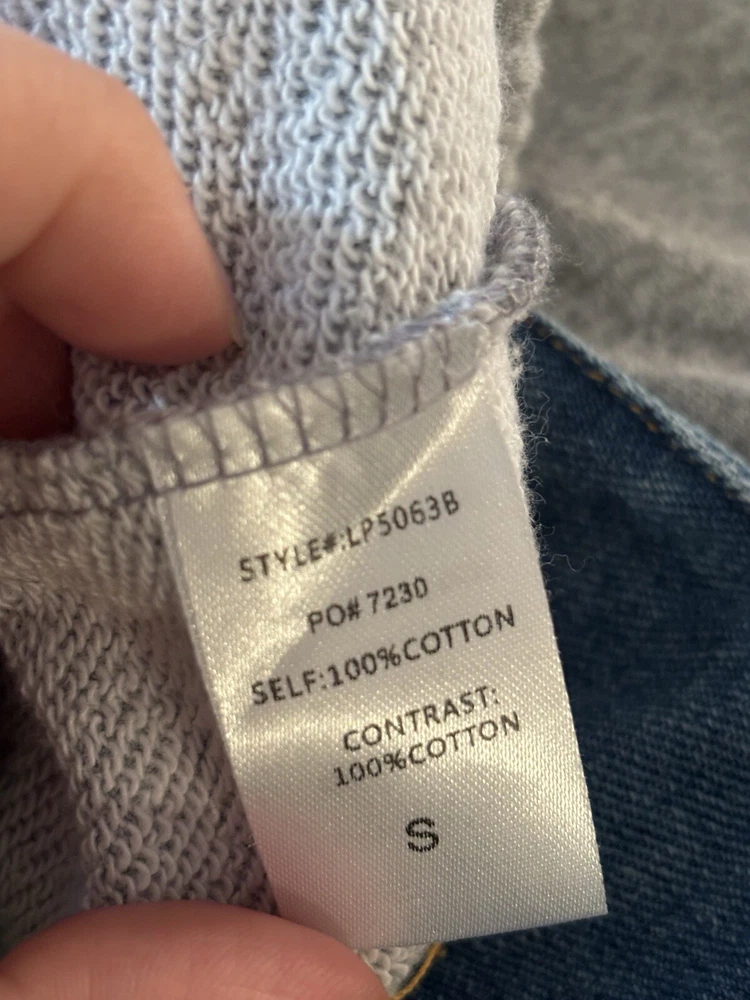 STYLE#:LP5063B
PO# 7230
SELF:100%COTTON
CONTRAST:
100%COTTON
S